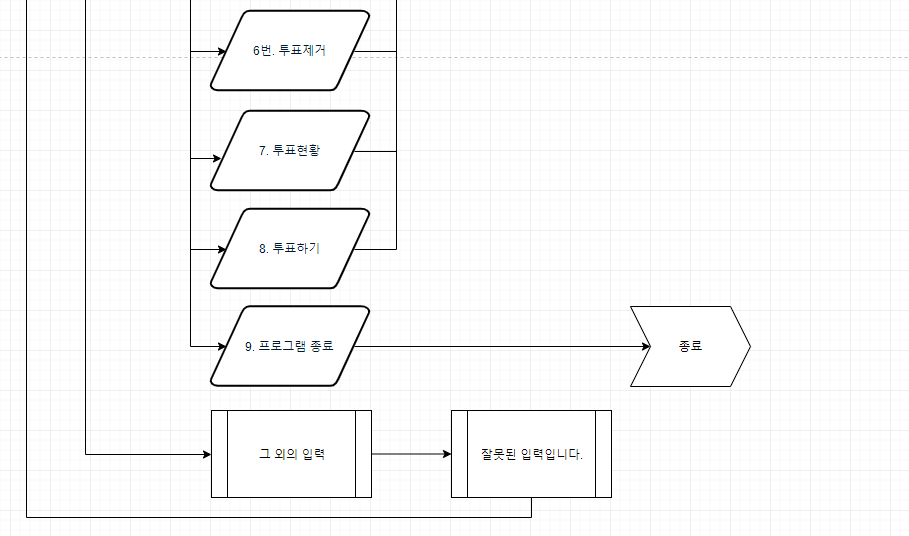 6번. 투표제거
7. 투표현황
8. 투표하기
9. 프로그램 종료
종료
그 외의 입력
잘못된 입력입니다.